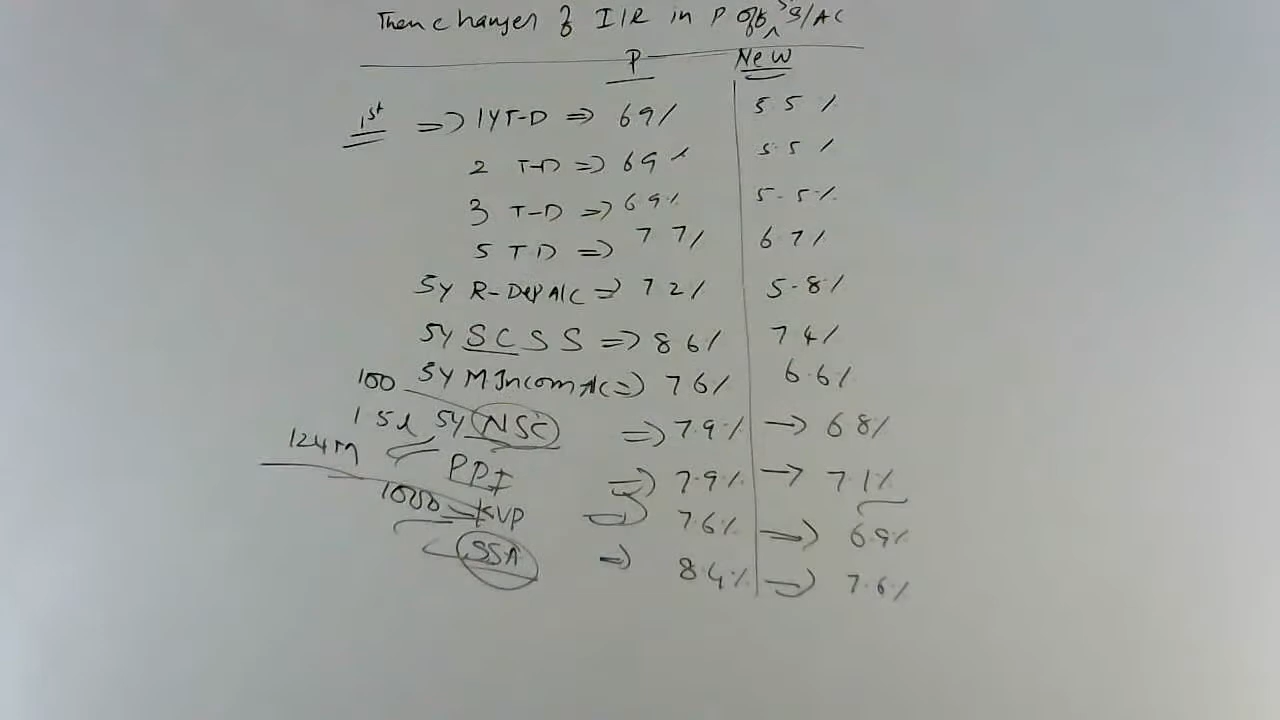 Then changes of I/R in P off S/AC
P New
1st => 1YT-D => 6 9% 5 5 %
2 T-D => 6 9 % 5 5 %
3 T-D => 6 9% 5.5%
5 T D => 7 7% 6 7%
5Y R-Dep A/C => 7 2% 5.8%
5Y SCSS => 8 6% 7 4%
100 5Y M Incom Ac => 7 6% 6.6%
1 5l 5Y NSC => 7.9% -> 6 8%
124M PPF => 7.9% -> 7.1%
1000 KVP => 7.6% => 6.9%
SSA => 8.4% => 7.6%